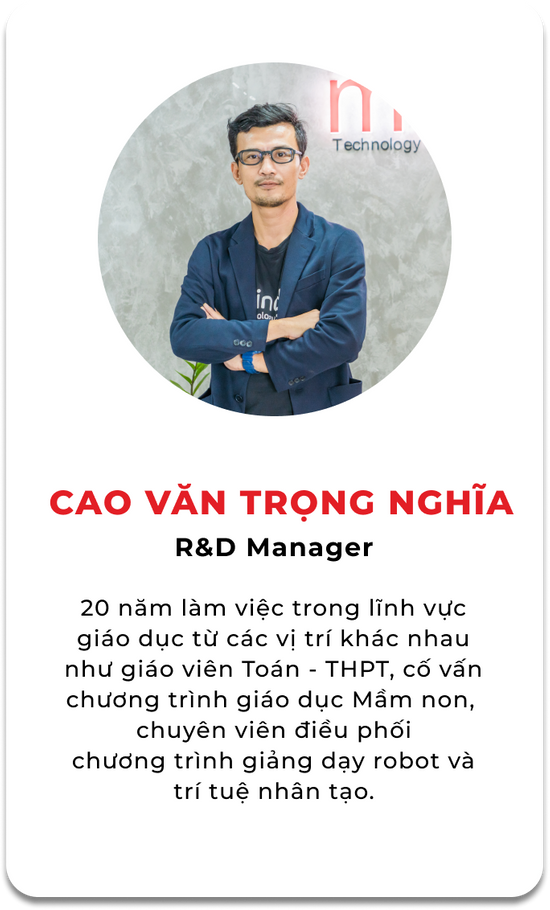 Technology
CAO VĂN TRỌNG NGHĨA
R&D Manager
20 năm làm việc trong lĩnh vực
giáo dục từ các vị trí khác nhau
như giáo viên Toán - THPT, cố vấn
chương trình giáo dục Mầm non,
chuyên viên điều phối
chương trình giảng dạy robot và
trí tuệ nhân tạo.